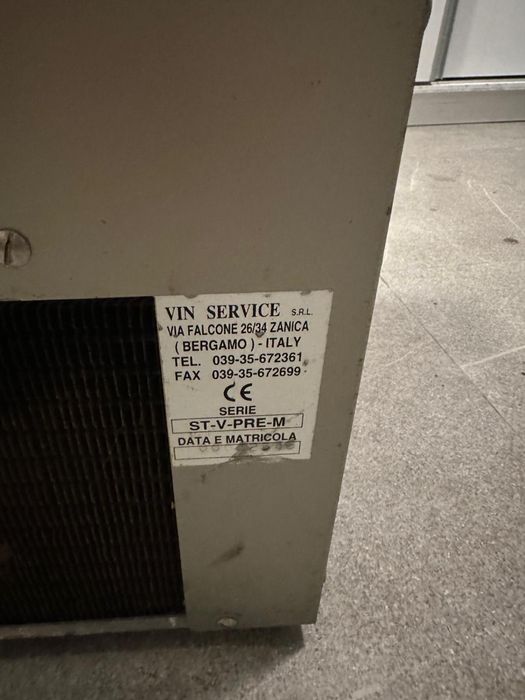 VIN SERVICE S.R.L.
VIA FALCONE 26/34 ZANICA
( BERGAMO ) - ITALY
TEL. 039-35-672361
FAX 039-35-672699
CE
SERIE
ST-V-PRE-M
DATA E MATRICOLA